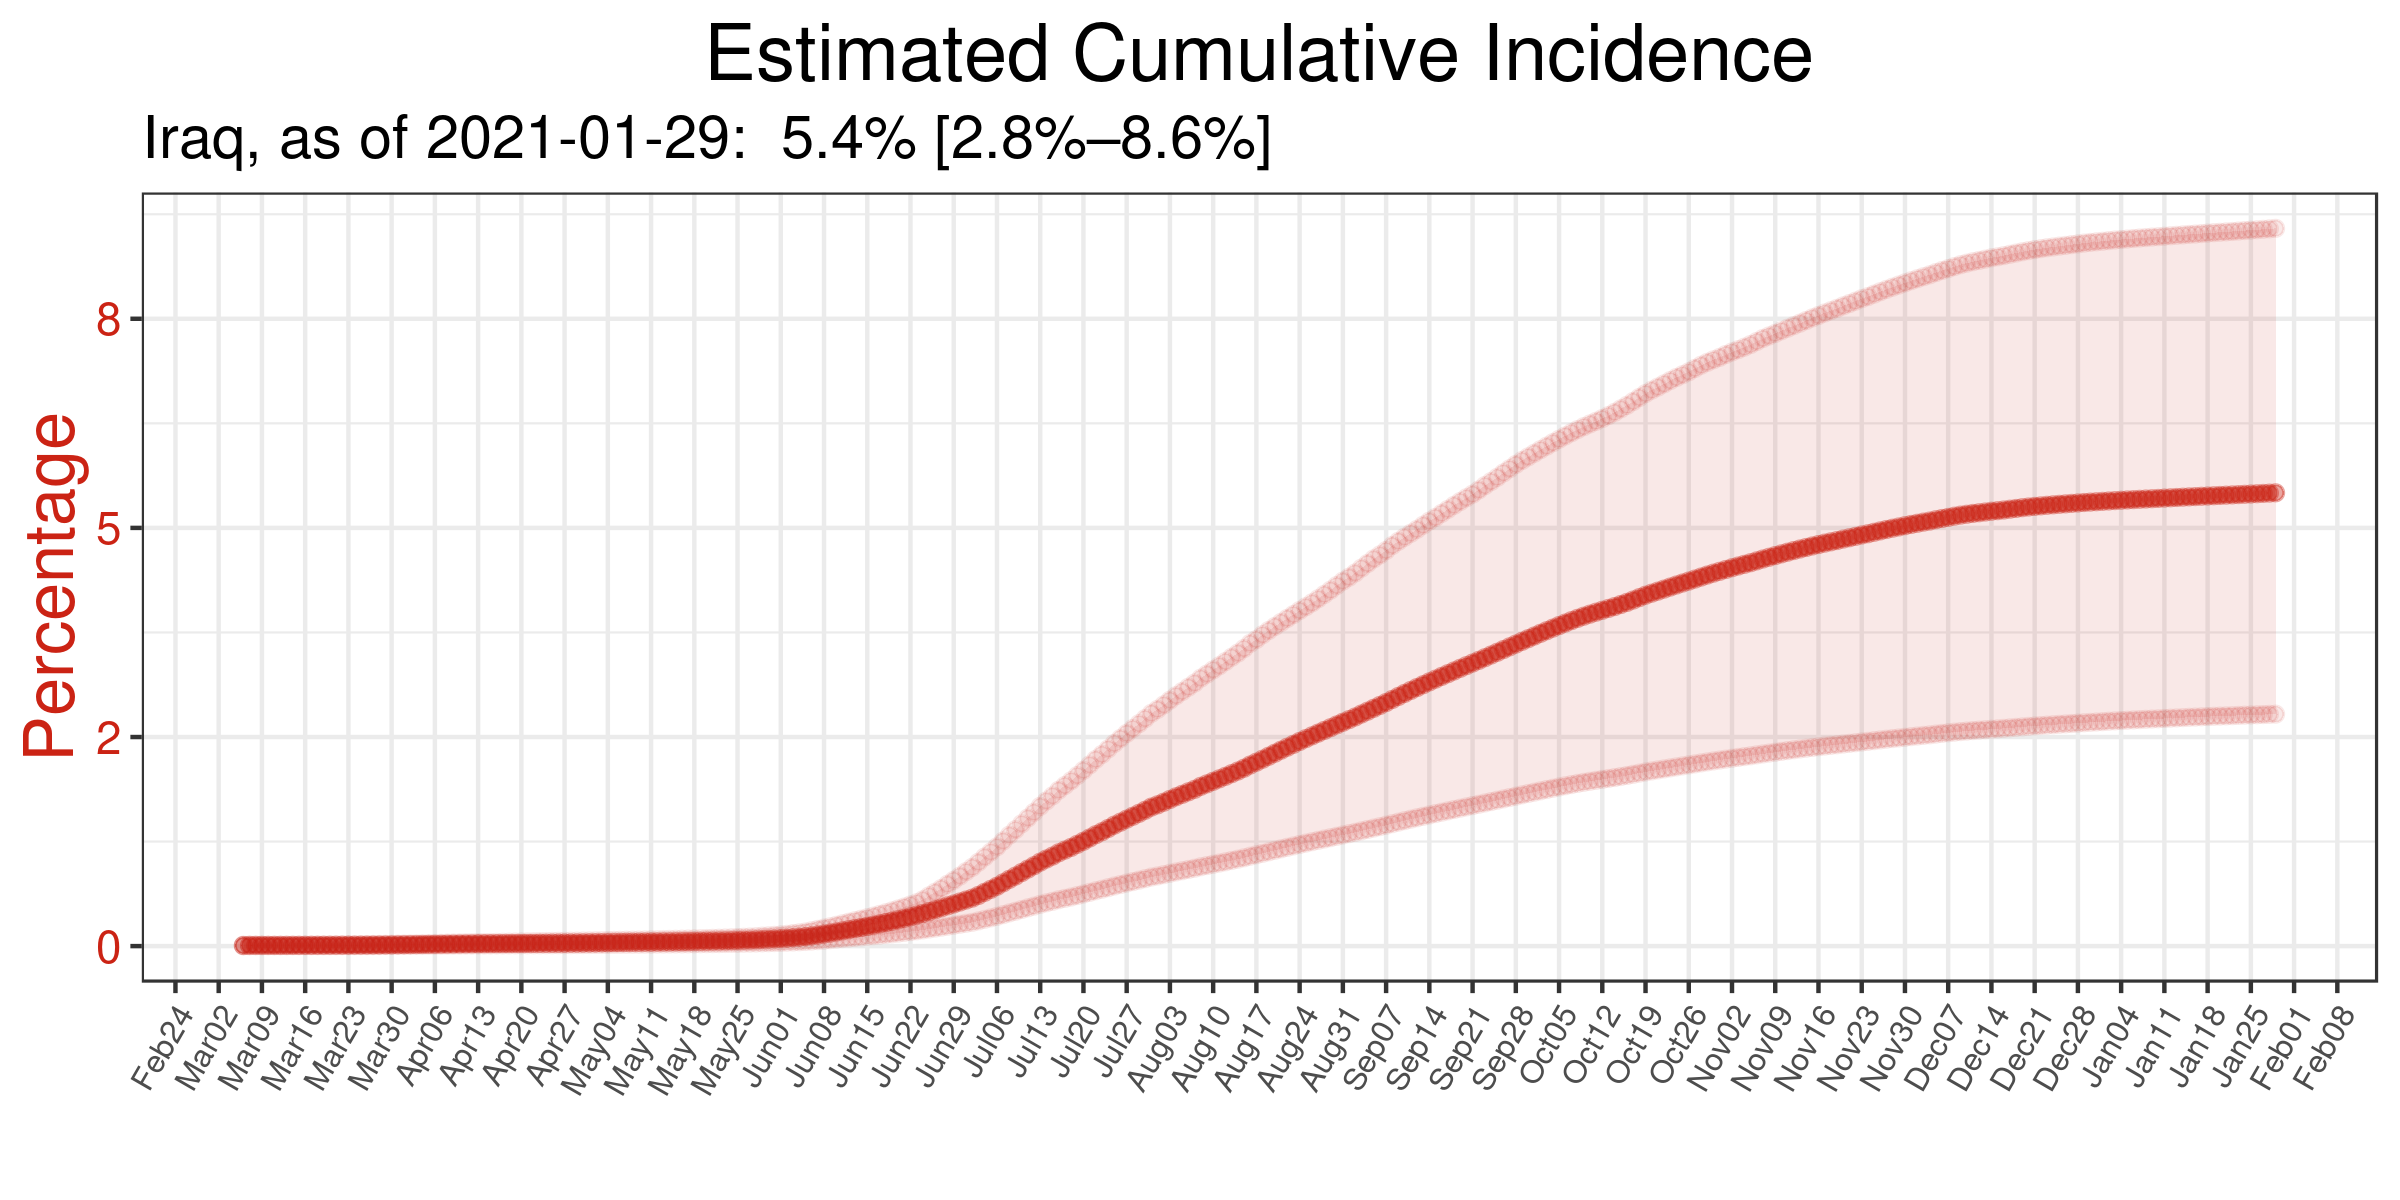 Estimated Cumulative Incidence
Iraq, as of 2021-01-29:  5.4% [2.8%–8.6%]
Percentage
8
5
2
0
Feb24
Mar02
Mar09
Mar16
Mar23
Mar30
Apr06
Apr13
Apr20
Apr27
May04
May11
May18
May25
Jun01
Jun08
Jun15
Jun22
Jun29
Jul06
Jul13
Jul20
Jul27
Aug03
Aug10
Aug17
Aug24
Aug31
Sep07
Sep14
Sep21
Sep28
Oct05
Oct12
Oct19
Oct26
Nov02
Nov09
Nov16
Nov23
Nov30
Dec07
Dec14
Dec21
Dec28
Jan04
Jan11
Jan18
Jan25
Feb01
Feb08